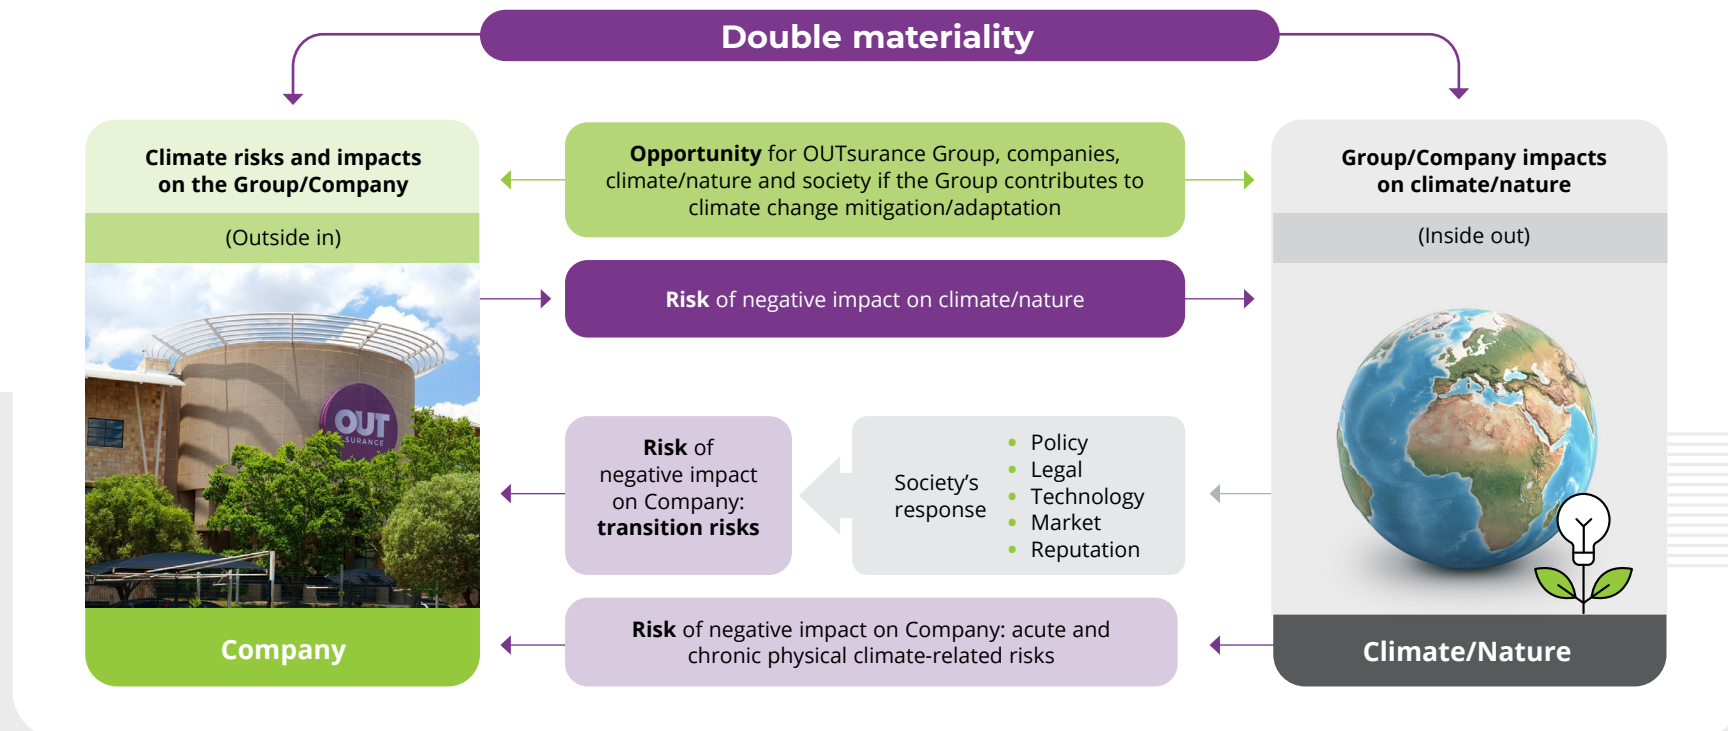 Double materiality
Climate risks and impacts
on the Group/Company
(Outside in)
OUT
SURANCE
Company
Opportunity for OUTsurance Group, companies,
climate/nature and society if the Group contributes to
climate change mitigation/adaptation
Risk of negative impact on climate/nature
Risk of
negative impact
on Company:
transition risks
Society’s
response
• Policy
• Legal
• Technology
• Market
• Reputation
Risk of negative impact on Company: acute and
chronic physical climate-related risks
Group/Company impacts
on climate/nature
(Inside out)
Climate/Nature